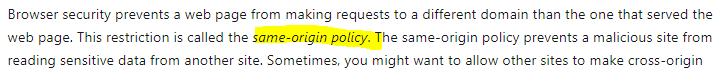 Browser security prevents a web page from making requests to a different domain than the one that served the
web page. This restriction is called the same-origin policy. The same-origin policy prevents a malicious site from
reading sensitive data from another site. Sometimes, you might want to allow other sites to make cross-origin